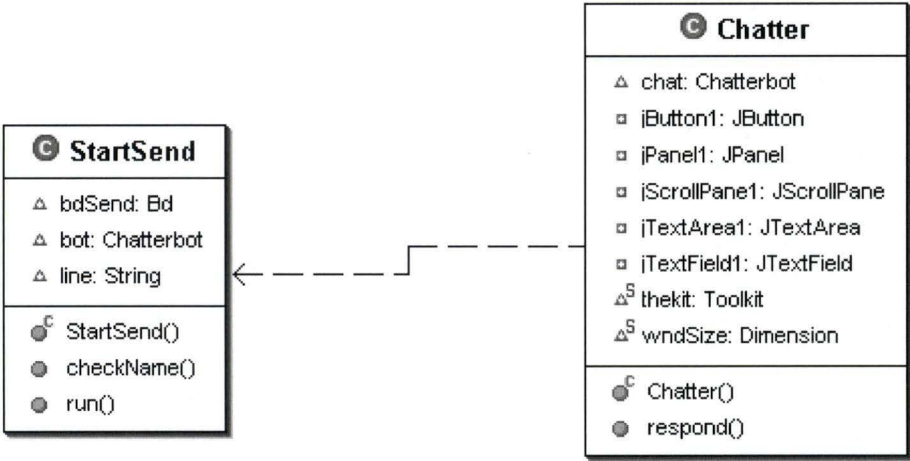 C StartSend
bdSend: Bd
bot: Chatterbot
line: String
C StartSend()
checkName()
run()
C Chatter
chat: Chatterbot
jButton1: JButton
jPanel1: JPanel
jScrollPane1: JScrollPane
jTextArea1: JTextArea
jTextField1: JTextField
S thekit: Toolkit
S wndSize: Dimension
C Chatter()
respond()